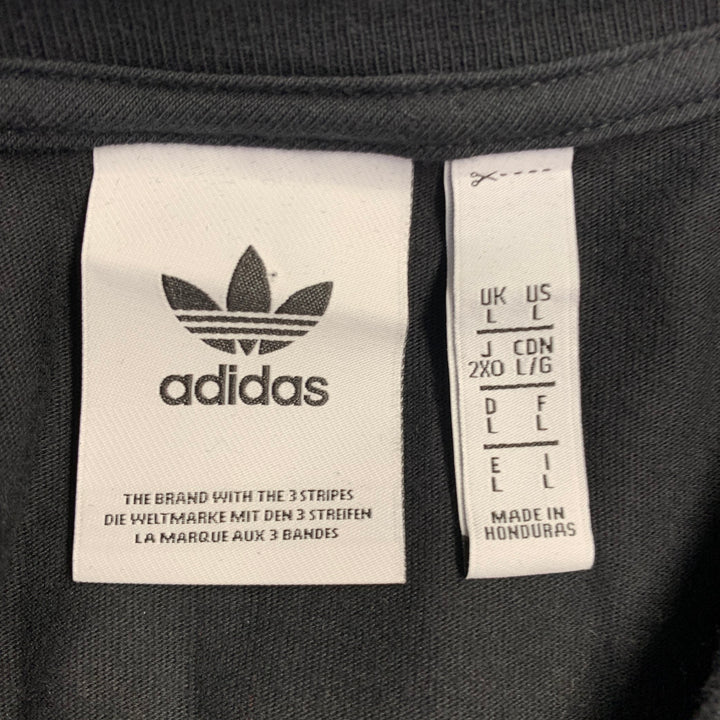 adidas
THE BRAND WITH THE 3 STRIPES
DIE WELTMARKE MIT DEN 3 STREIFEN
LA MARQUE AUX 3 BANDES
UK US
L L
J CDN
2XO L/G
D F
L L
E I
L L
MADE IN
HONDURAS